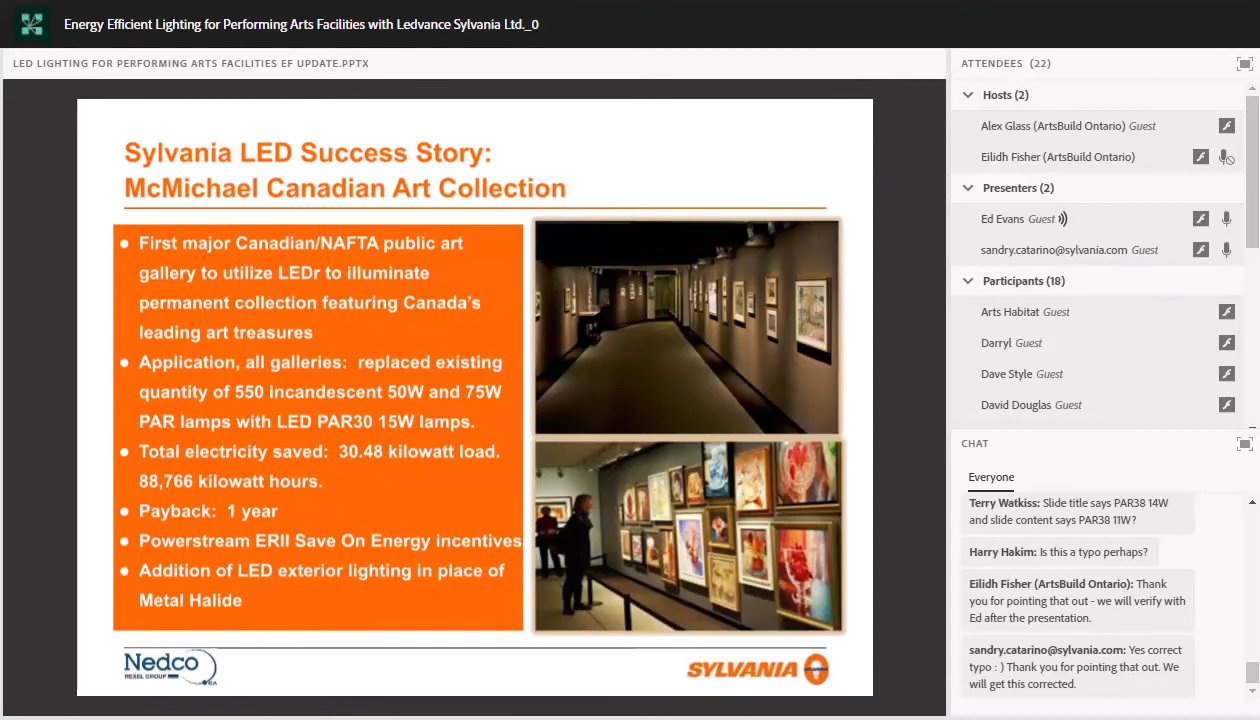 Energy Efficient Lighting for Performing Arts Facilities with Ledvance Sylvania Ltd._0
LED LIGHTING FOR PERFORMING ARTS FACILITIES EF UPDATE.PPTX
Sylvania LED Success Story:
McMichael Canadian Art Collection
First major Canadian/NAFTA public art
gallery to utilize LEDr to illuminate
permanent collection featuring Canada's
leading art treasures
Application, all galleries: replaced existing
quantity of 550 incandescent 50W and 75W
PAR lamps with LED PAR30 15W lamps.
Total electricity saved: 30.48 kilowatt load.
88,766 kilowatt hours.
Payback: 1 year
Powerstream ERII Save On Energy incentives
Addition of LED exterior lighting in place of
Metal Halide
Nedco
REXEL GROUP
SYLVANIA
ATTENDEES (22)
Hosts (2)
Alex Glass (ArtsBuild Ontario) Guest
Eilidh Fisher (ArtsBuild Ontario)
Presenters (2)
Ed Evans Guest
sandry.catarino@sylvania.com Guest
Participants (18)
Arts Habitat Guest
Darryl Guest
Dave Style Guest
David Douglas Guest
CHAT
Everyone
Terry Watkiss: Slide title says PAR38 14W
and slide content says PAR38 11W?
Harry Hakim: Is this a typo perhaps?
Eilidh Fisher (ArtsBuild Ontario): Thank
you for pointing that out - we will verify with
Ed after the presentation.
sandry.catarino@sylvania.com: Yes correct
typo : ) Thank you for pointing that out. We
will get this corrected.